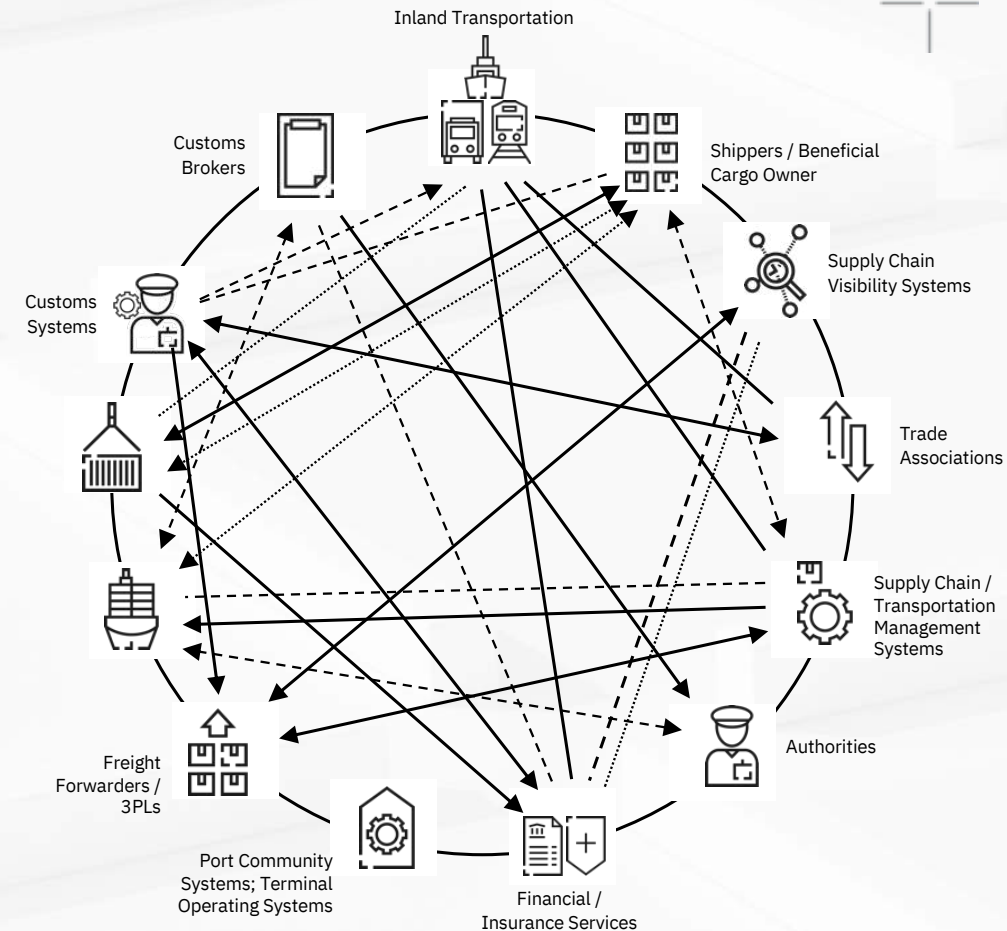 Inland Transportation
Customs
Brokers
Shippers / Beneficial
Cargo Owner
Supply Chain
Visibility Systems
Customs
Systems
Trade
Associations
Supply Chain /
Transportation
Management
Systems
Authorities
Freight
Forwarders /
3PLs
Port Community
Systems; Terminal
Operating Systems
Financial /
Insurance Services